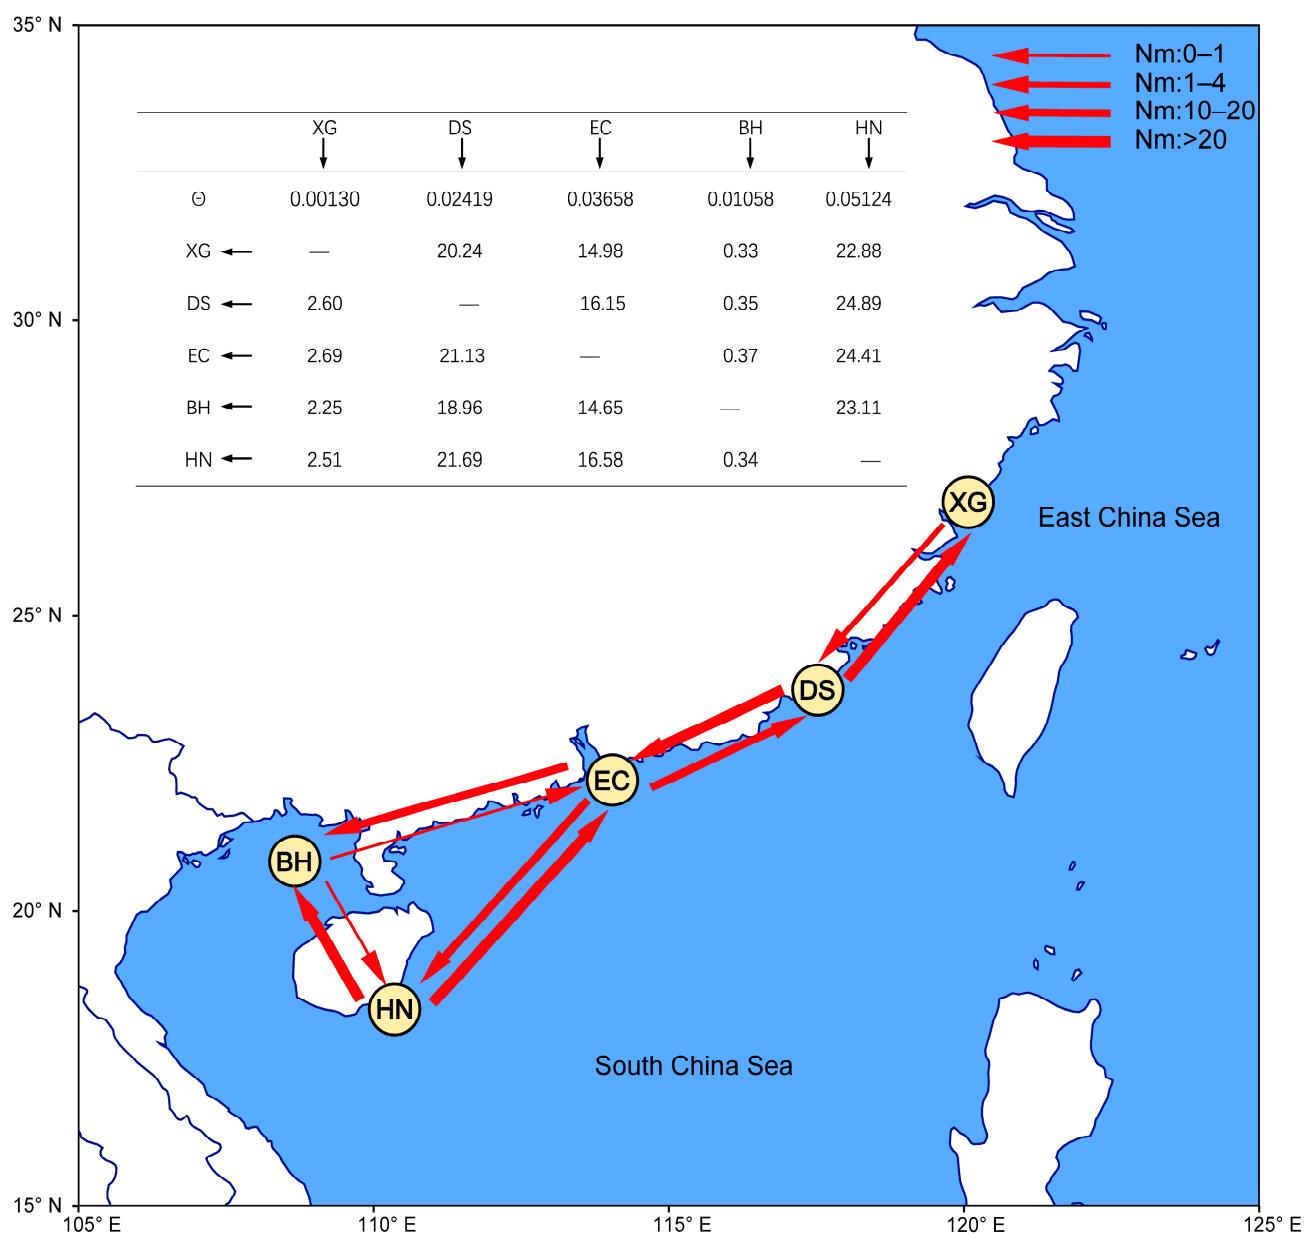 35° N
Nm:0–1
Nm:1–4
Nm:10–20
Nm:>20
XG DS EC BH HN
Θ 0.00130 0.02419 0.03658 0.01058 0.05124
XG — 20.24 14.98 0.33 22.88
DS 2.60 — 16.15 0.35 24.89
30° N
EC 2.69 21.13 — 0.37 24.41
BH 2.25 18.96 14.65 — 23.11
HN 2.51 21.69 16.58 0.34 —
XG
East China Sea
25° N
DS
EC
BH
20° N
HN
South China Sea
15° N
105° E 110° E 115° E 120° E 125° E